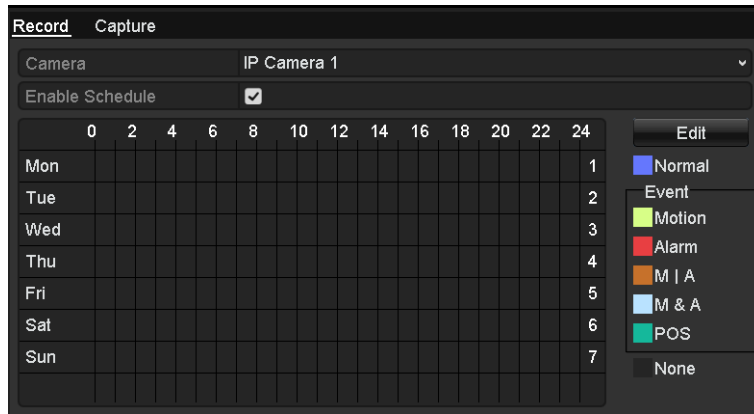 Record Capture
Camera IP Camera 1
Enable Schedule
0 2 4 6 8 10 12 14 16 18 20 22 24
Edit
Mon 1
Tue 2
Wed 3
Thu 4
Fri 5
Sat 6
Sun 7
Normal
Event
Motion
Alarm
M | A
M & A
POS
None